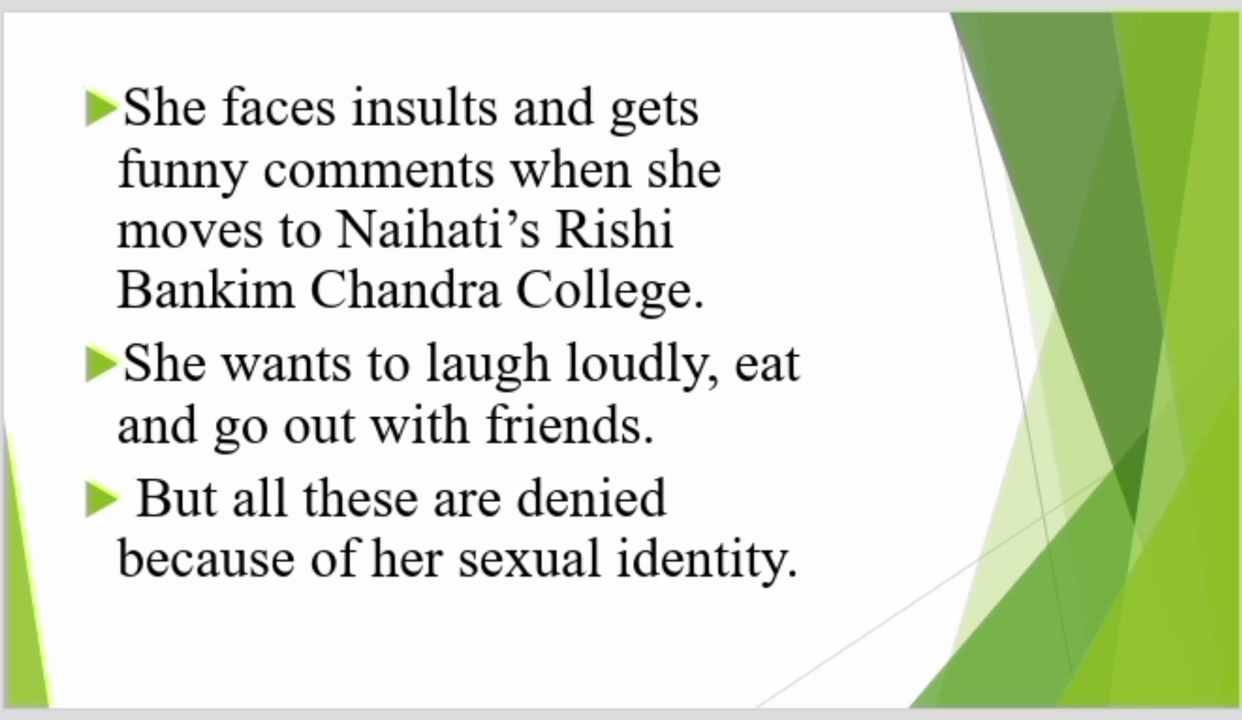 She faces insults and gets
funny comments when she
moves to Naihati’s Rishi
Bankim Chandra College.
She wants to laugh loudly, eat
and go out with friends.
But all these are denied
because of her sexual identity.